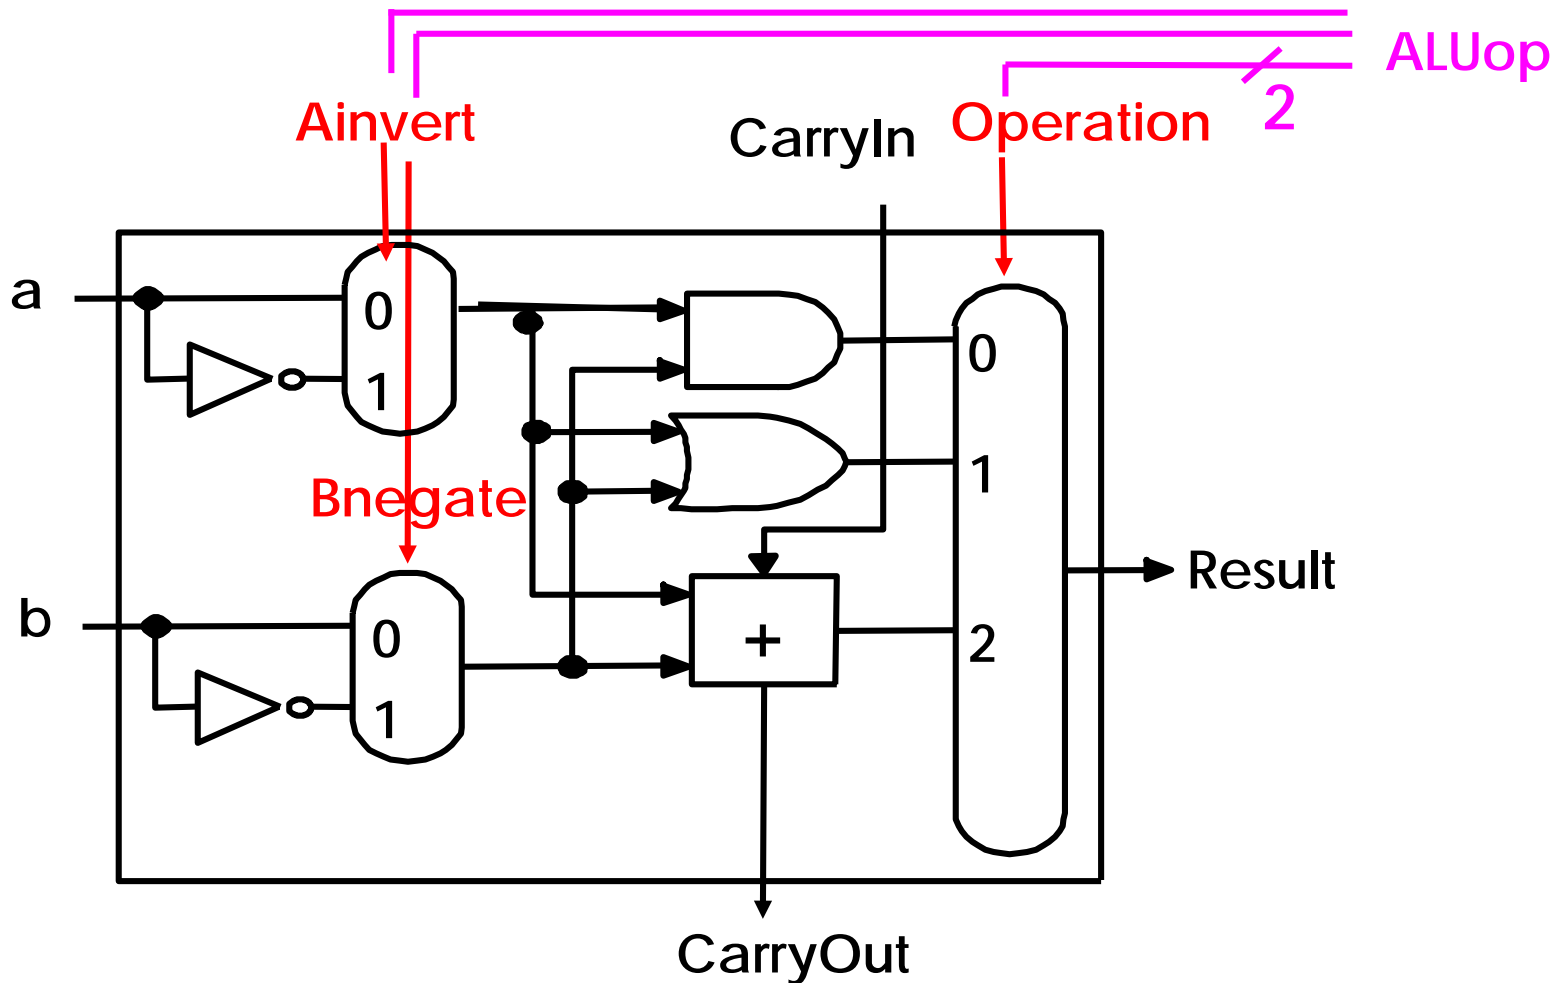 ALUop
2
Ainvert
CarryIn
Operation
a
0
1
0
1
Bnegate
2
Result
b
0
1
+
CarryOut